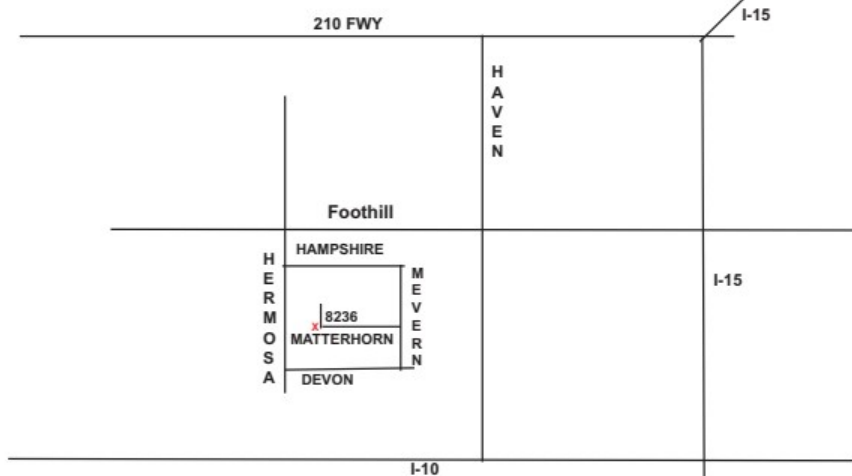 I-15
210 FWY
HAVEN
Foothill
HAMPSHIRE
HERMOSA
MEVERN
I-15
8236
x
MATTERHORN
DEVON
I-10